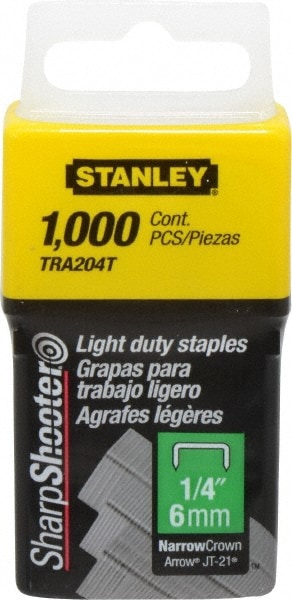 STANLEY®
1,000 Cont.
PCS/Piezas
TRA204T
SharpShooter™
Light duty staples
Grapas para
trabajo ligero
Agrafes légères
1/4"
6mm
NarrowCrown
Arrow® JT-21®